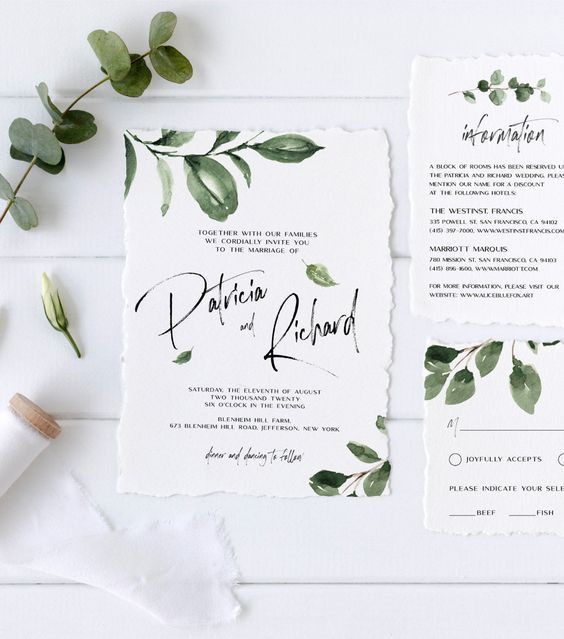 TOGETHER WITH OUR FAMILIES
WE CORDIALLY INVITE YOU
TO THE MARRIAGE OF
Patricia
and
Richard
SATURDAY, THE ELEVENTH OF AUGUST
TWO THOUSAND TWENTY
SIX O'CLOCK IN THE EVENING
BLENHEIM HILL FARM,
673 BLENHEIM HILL ROAD, JEFFERSON, NEW YORK
dinner and dancing to follow
information
A BLOCK OF ROOMS HAS BEEN RESERVED U
THE PATRICIA AND RICHARD WEDDING. PLEAS
MENTION OUR NAME FOR A DISCOUNT
AT THE FOLLOWING HOTELS:
THE WESTINST. FRANCIS
335 POWELL ST. SAN FRANCISCO, CA 94102
(415) 397-7000, WWW.WESTINSTFRANCIS.COM
MARRIOTT MARQUIS
780 MISSION ST. SAN FRANCISCO, CA 94102
(415) 896-1600, WWW.MARRIOTT.COM
FOR MORE INFORMATION, PLEASE VISIT OUR
WEBSITE: WWW.ALICEBLUEFOX.ART
M
JOYFULLY ACCEPTS
PLEASE INDICATE YOUR SELE
BEEF FISH